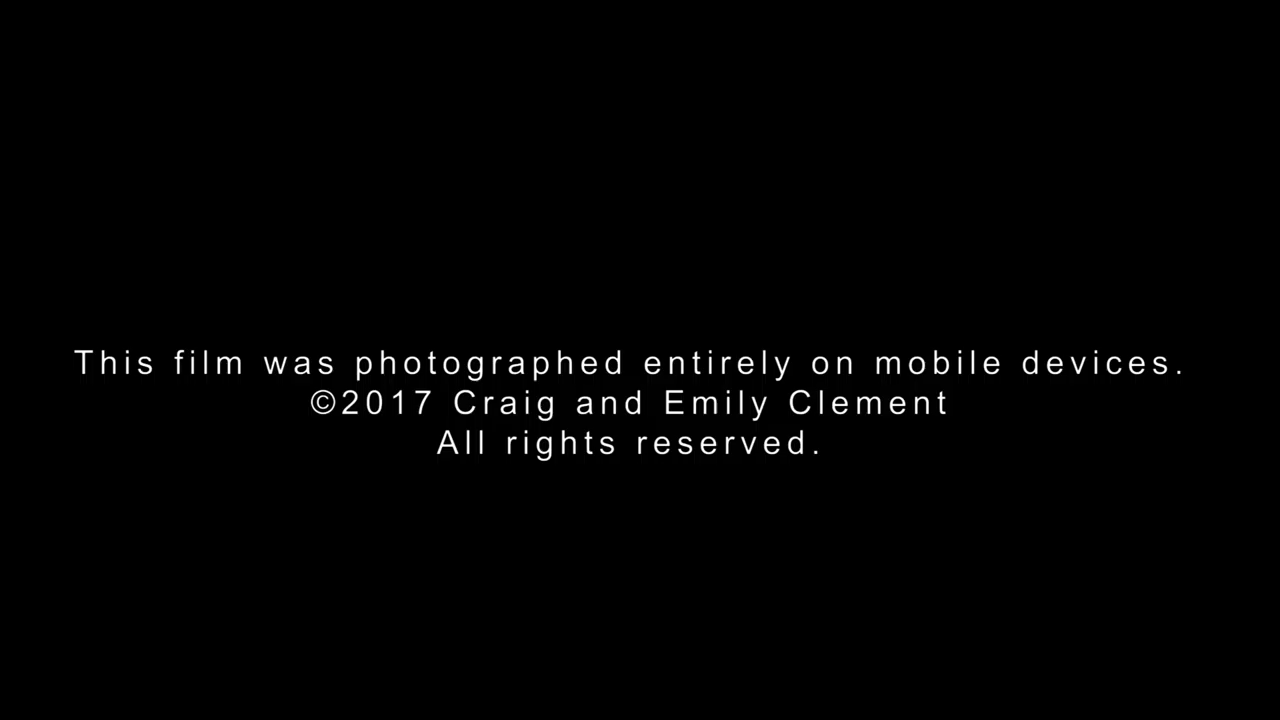 This film was photographed entirely on mobile devices.
©2017 Craig and Emily Clement
All rights reserved.